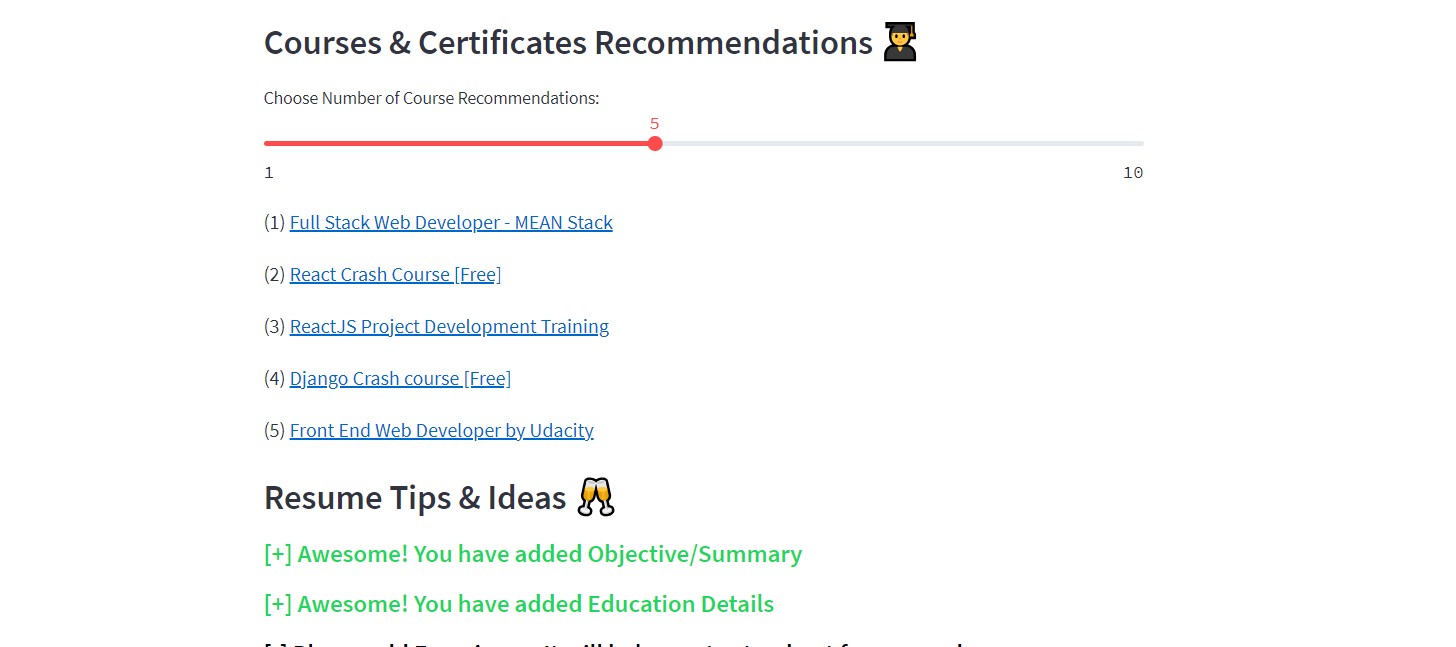 Courses & Certificates Recommendations
Choose Number of Course Recommendations:
5
1 10
(1) Full Stack Web Developer - MEAN Stack
(2) React Crash Course [Free]
(3) ReactJS Project Development Training
(4) Django Crash course [Free]
(5) Front End Web Developer by Udacity
Resume Tips & Ideas
[+] Awesome! You have added Objective/Summary
[+] Awesome! You have added Education Details